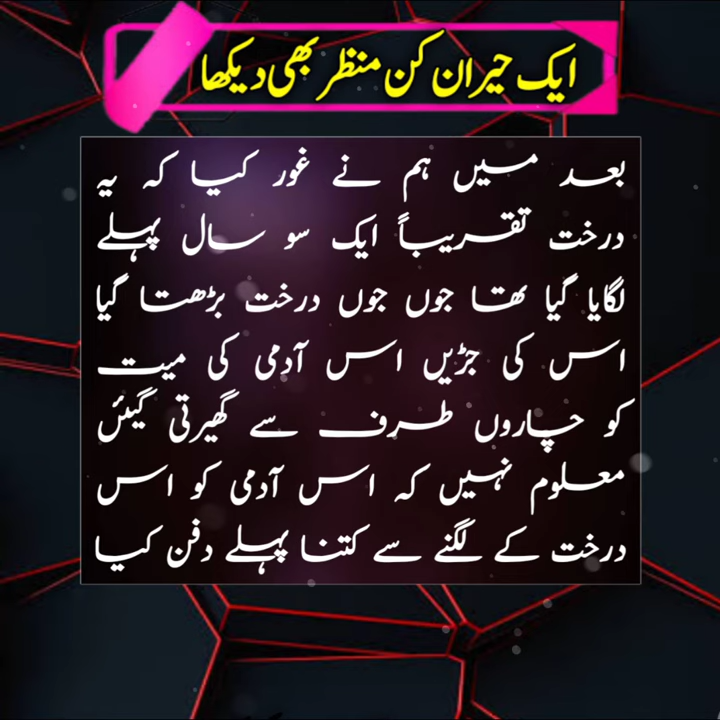 ایک حیران کن منظر بھی دیکھا
بعد میں ہم نے غور کیا کہ یہ
درخت تقریباً ایک سو سال پہلے
لگایا گیا تھا جوں جوں درخت بڑھتا گیا
اس کی جڑیں اس آدمی کی میت
کو چاروں طرف سے گھیرتی گیئں
معلوم نہیں کہ اس آدمی کو اس
درخت کے لگنے سے کتنا پہلے دفن کیا